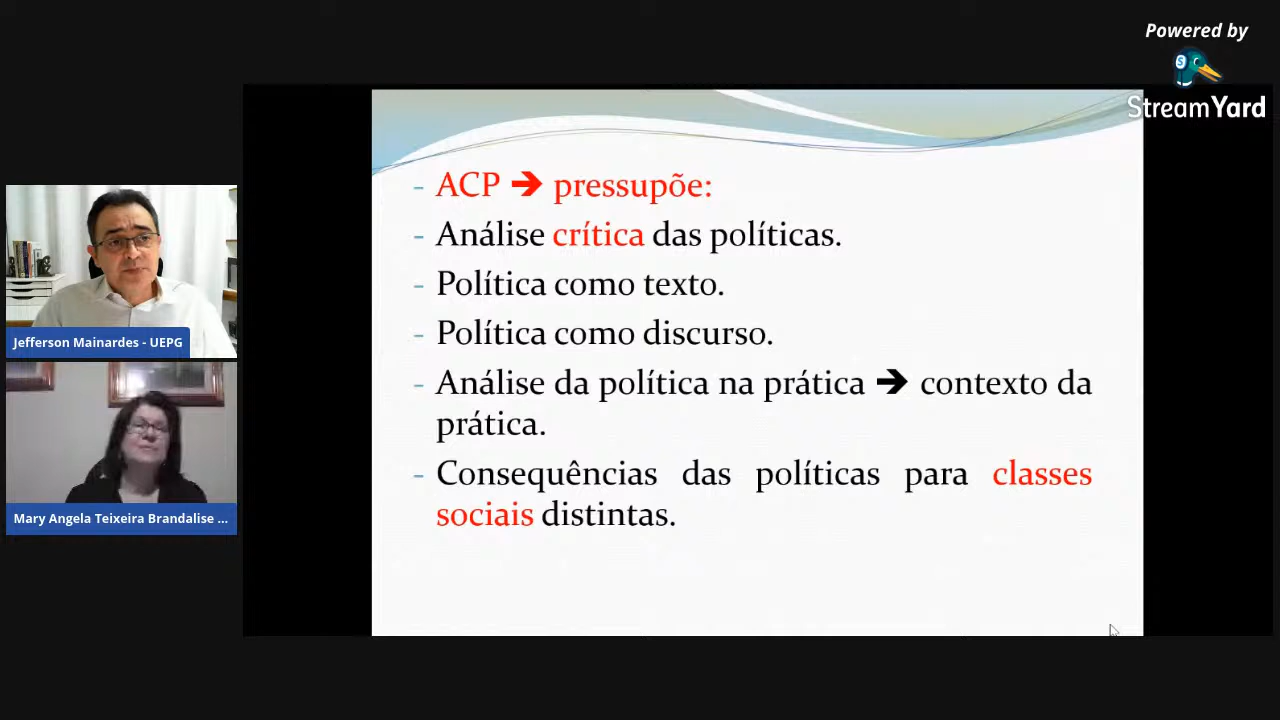 Powered by
StreamYard
- ACP ➔ pressupõe:
- Análise crítica das políticas.
- Política como texto.
- Política como discurso.
- Análise da política na prática ➔ contexto da
prática.
- Consequências das políticas para classes
sociais distintas.
Jefferson Mainardes - UEPG
Mary Angela Teixeira Brandalise ...